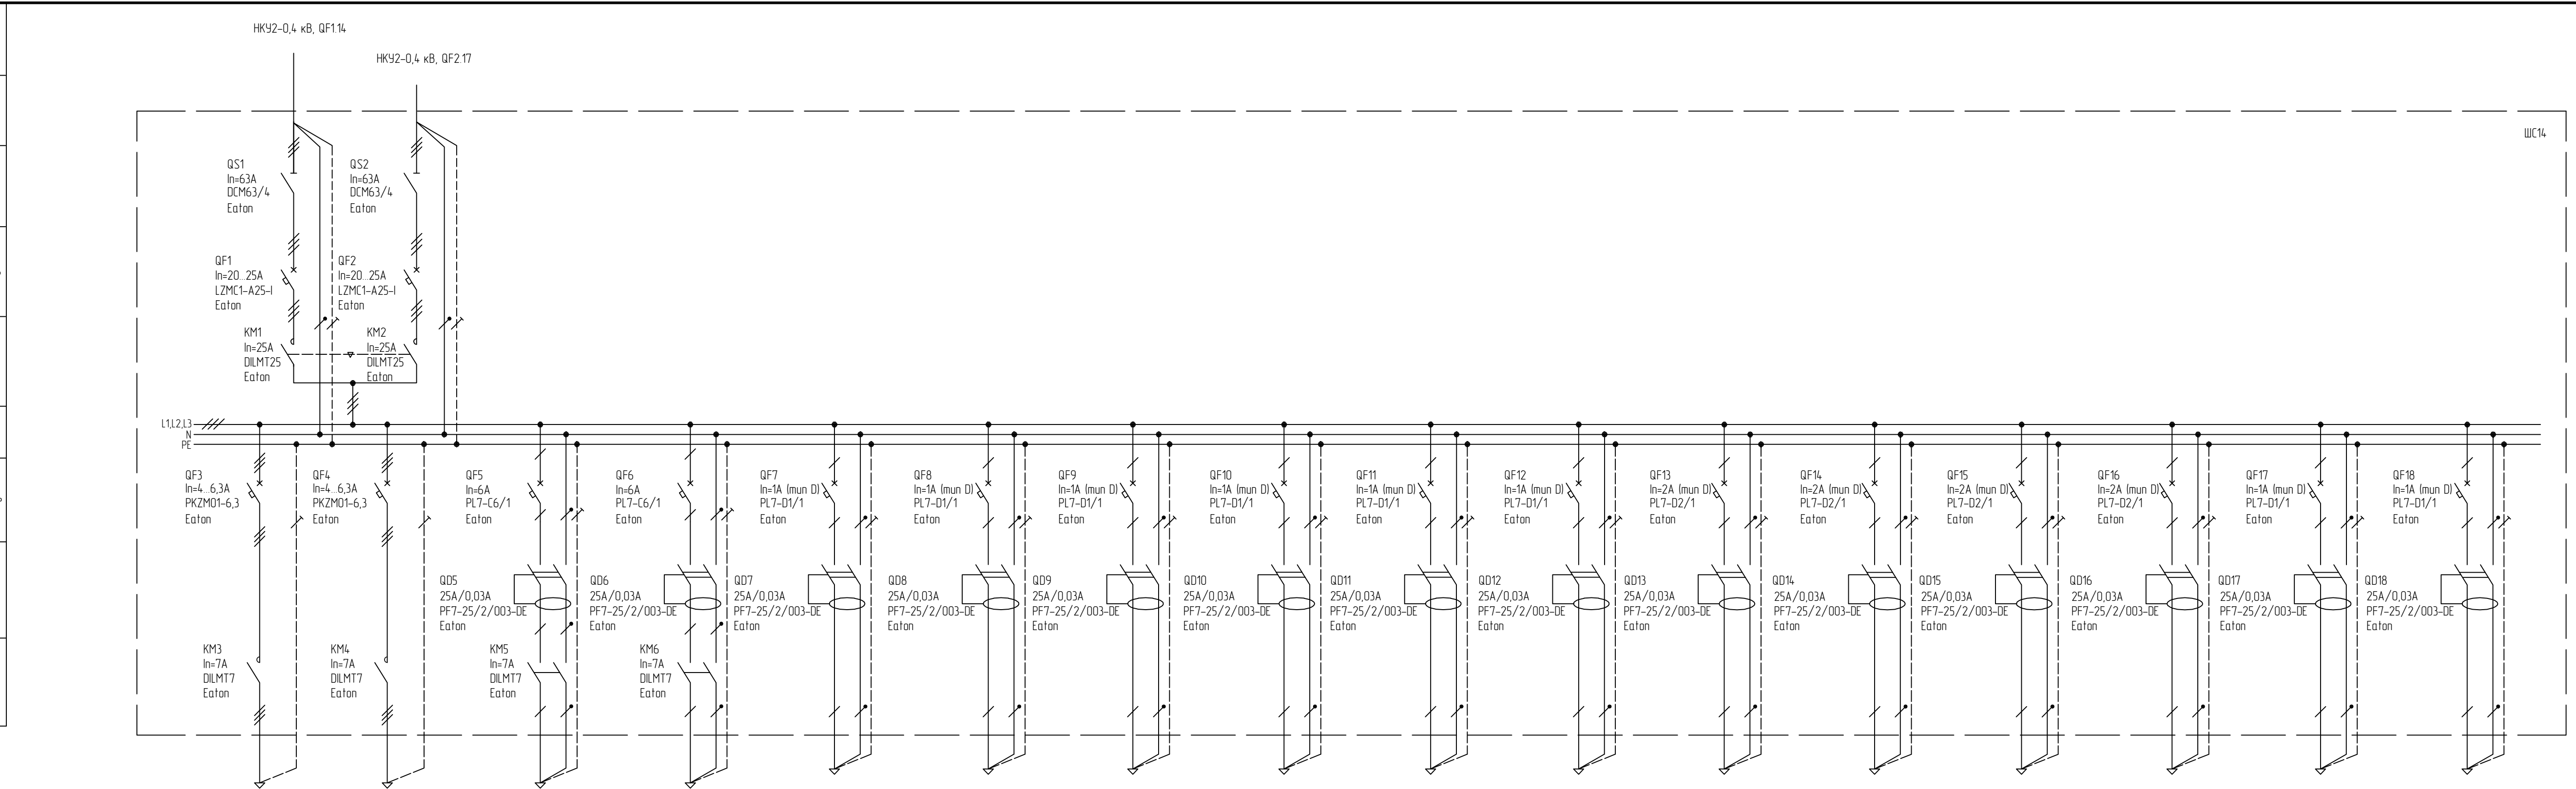 НКУ2-0,4 кВ, QF1.14
НКУ2-0,4 кВ, QF2.17
ШС14
QS1
In=63A
DCM63/4
Eaton
QS2
In=63A
DCM63/4
Eaton
QF1
In=20...25A
LZMC1-A25-I
Eaton
QF2
In=20...25A
LZMC1-A25-I
Eaton
KM1
In=25A
DILMT25
Eaton
KM2
In=25A
DILMT25
Eaton
L1,L2,L3
N
PE
QF3
In=4...6,3A
PKZM01-6,3
Eaton
QF4
In=4...6,3A
PKZM01-6,3
Eaton
QF5
In=6A
PL7-C6/1
Eaton
QF6
In=6A
PL7-C6/1
Eaton
QF7
In=1A (тип D)
PL7-D1/1
Eaton
QF8
In=1A (тип D)
PL7-D1/1
Eaton
QF9
In=1A (тип D)
PL7-D1/1
Eaton
QF10
In=1A (тип D)
PL7-D1/1
Eaton
QF11
In=1A (тип D)
PL7-D1/1
Eaton
QF12
In=1A (тип D)
PL7-D1/1
Eaton
QF13
In=2A (тип D)
PL7-D2/1
Eaton
QF14
In=2A (тип D)
PL7-D2/1
Eaton
QF15
In=2A (тип D)
PL7-D2/1
Eaton
QF16
In=2A (тип D)
PL7-D2/1
Eaton
QF17
In=1A (тип D)
PL7-D1/1
Eaton
QF18
In=1A (тип D)
PL7-D1/1
Eaton
QD5
25A/0,03A
PF7-25/2/003-DE
Eaton
QD6
25A/0,03A
PF7-25/2/003-DE
Eaton
QD7
25A/0,03A
PF7-25/2/003-DE
Eaton
QD8
25A/0,03A
PF7-25/2/003-DE
Eaton
QD9
25A/0,03A
PF7-25/2/003-DE
Eaton
QD10
25A/0,03A
PF7-25/2/003-DE
Eaton
QD11
25A/0,03A
PF7-25/2/003-DE
Eaton
QD12
25A/0,03A
PF7-25/2/003-DE
Eaton
QD13
25A/0,03A
PF7-25/2/003-DE
Eaton
QD14
25A/0,03A
PF7-25/2/003-DE
Eaton
QD15
25A/0,03A
PF7-25/2/003-DE
Eaton
QD16
25A/0,03A
PF7-25/2/003-DE
Eaton
QD17
25A/0,03A
PF7-25/2/003-DE
Eaton
QD18
25A/0,03A
PF7-25/2/003-DE
Eaton
KM3
In=7A
DILMT7
Eaton
KM4
In=7A
DILMT7
Eaton
KM5
In=7A
DILMT7
Eaton
KM6
In=7A
DILMT7
Eaton